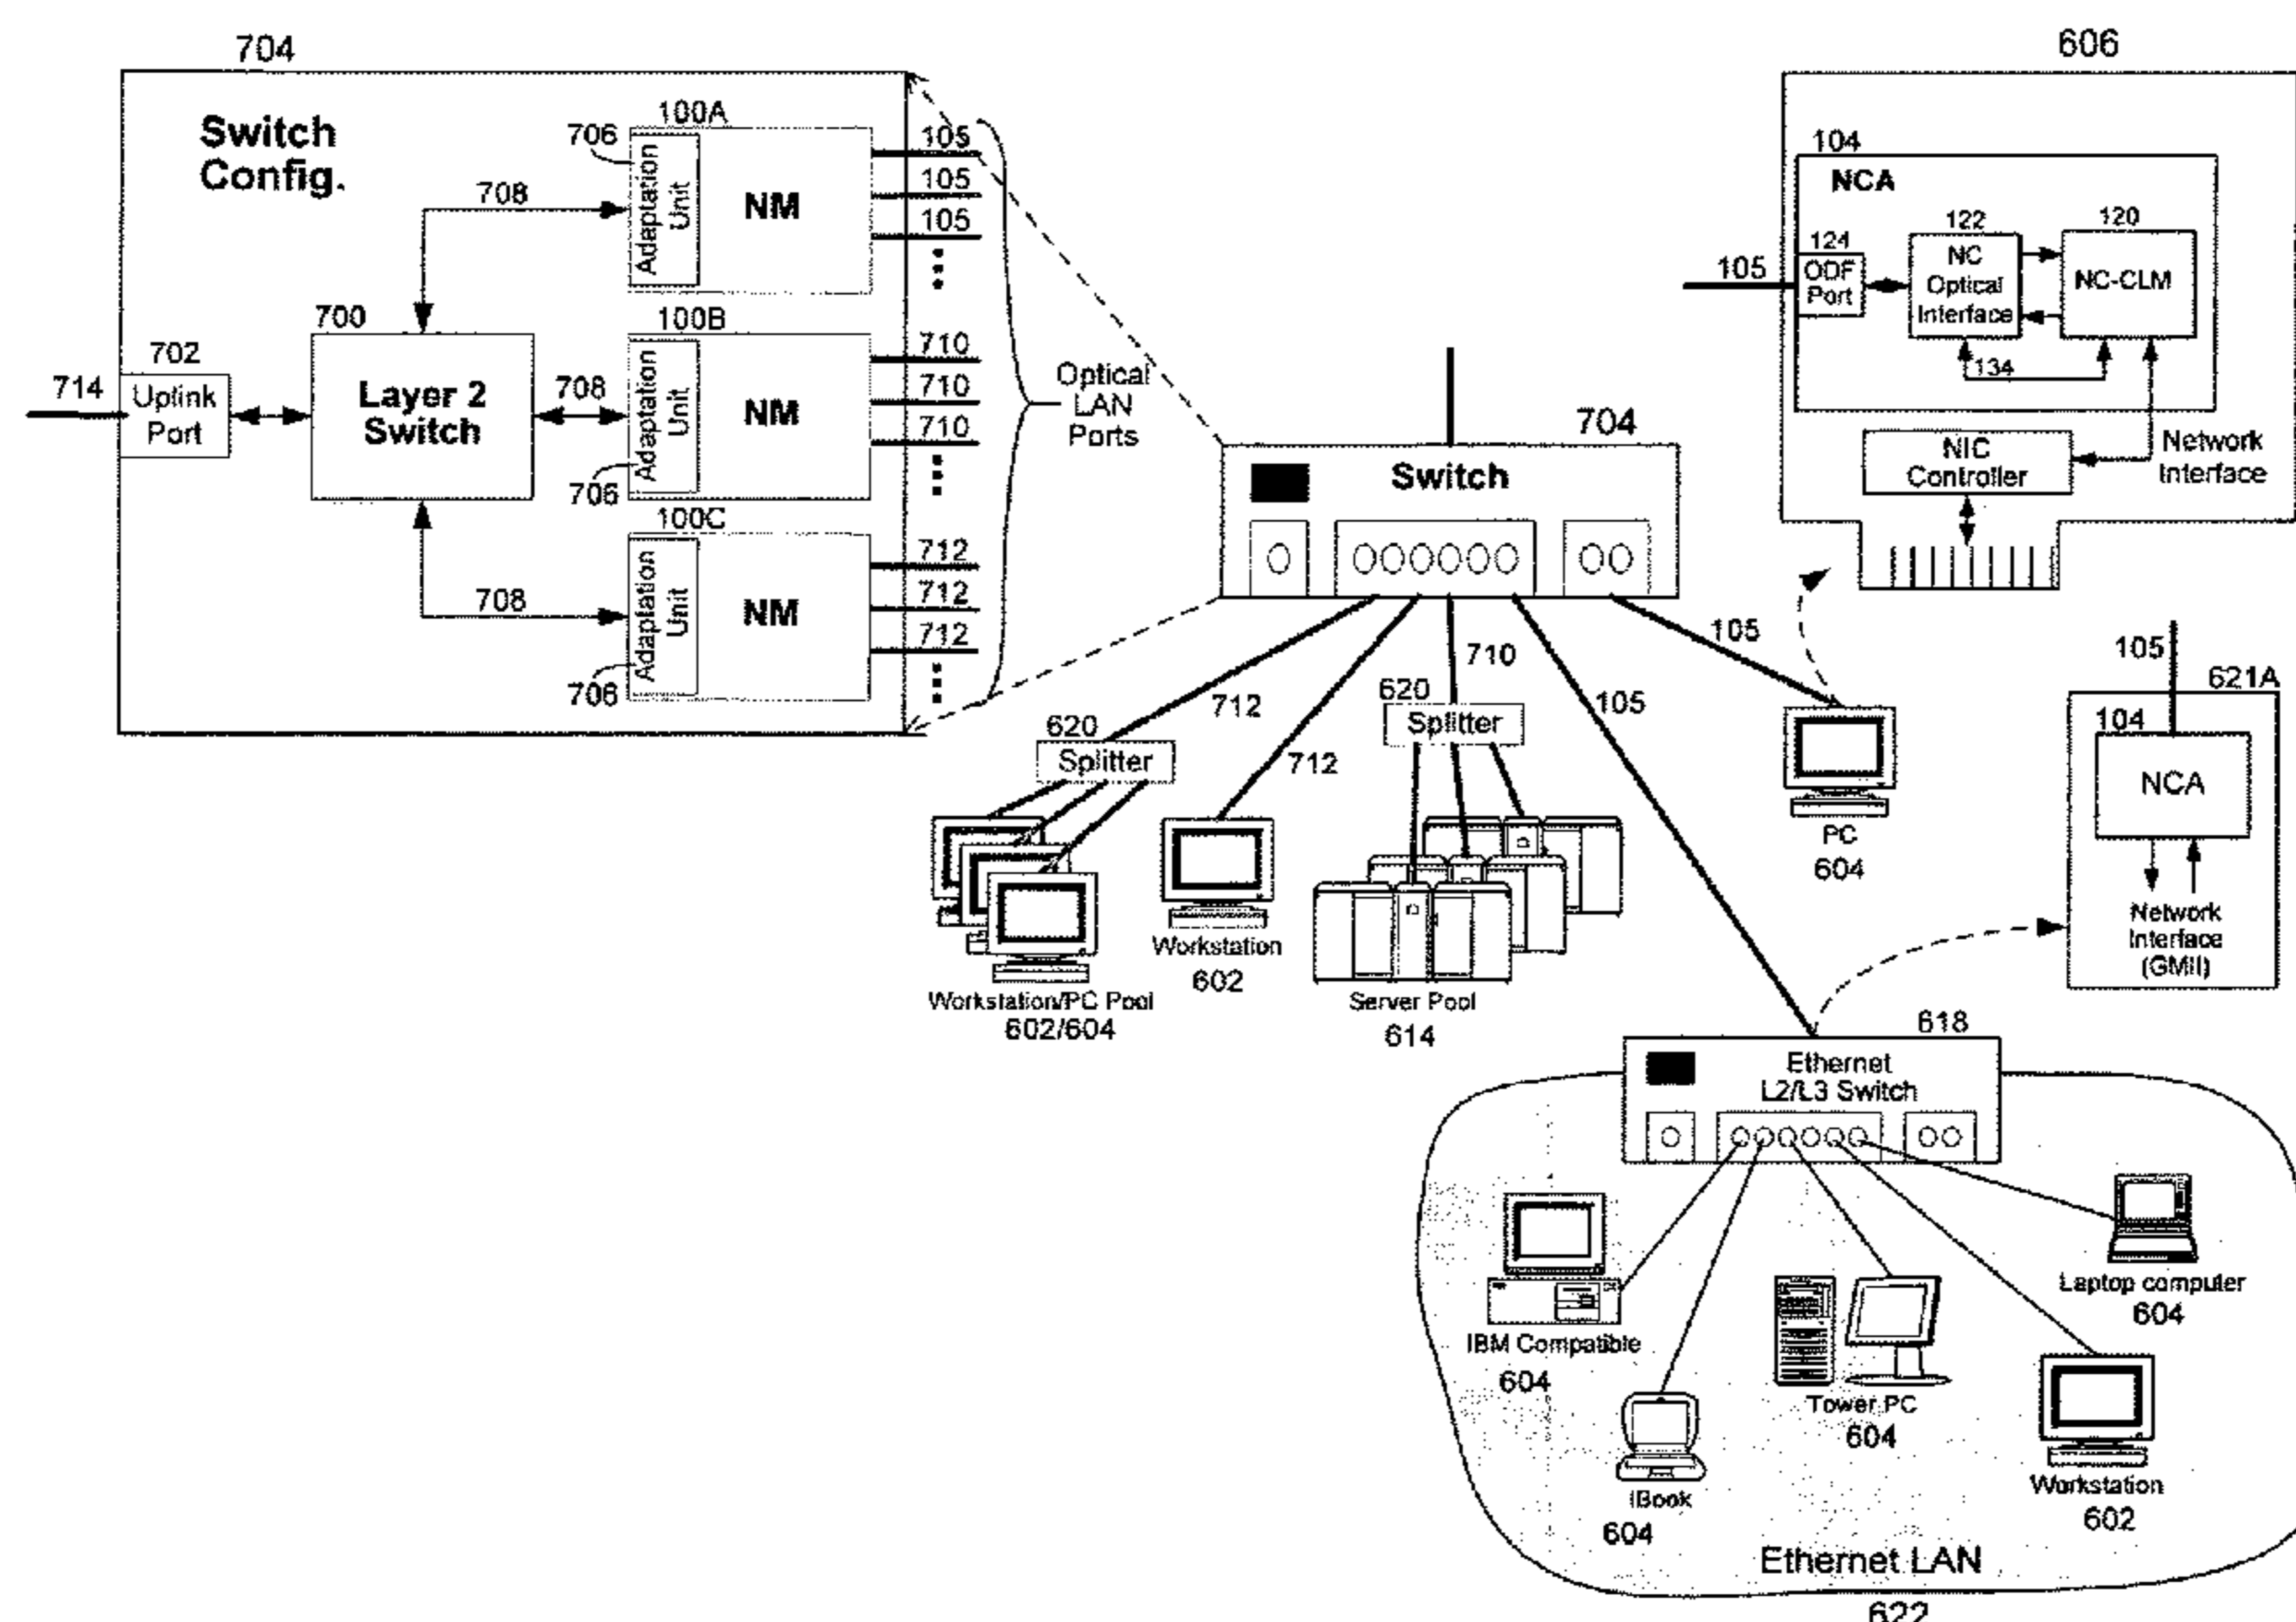 704
Switch
Config.
706
100A
Adaptation
Unit
NM
105
105
105
708
700
Layer 2
Switch
702
Uplink
Port
714
708
100B
Adaptation
Unit
NM
706
710
710
710
708
100C
Adaptation
Unit
NM
706
712
712
712
Optical
LAN
Ports
704
Switch
712
712
710
105
105
620
Splitter
620
Splitter
Workstation/PC Pool
602/604
Workstation
602
Server Pool
614
PC
604
606
104
NCA
105
124
ODF
Port
122
NC
Optical
Interface
120
NC-CLM
134
NIC
Controller
Network
Interface
105
621A
104
NCA
Network
Interface
(GMII)
618
Ethernet
L2/L3 Switch
IBM Compatible
604
iBook
604
Tower PC
604
Laptop computer
604
Workstation
602
Ethernet LAN
622